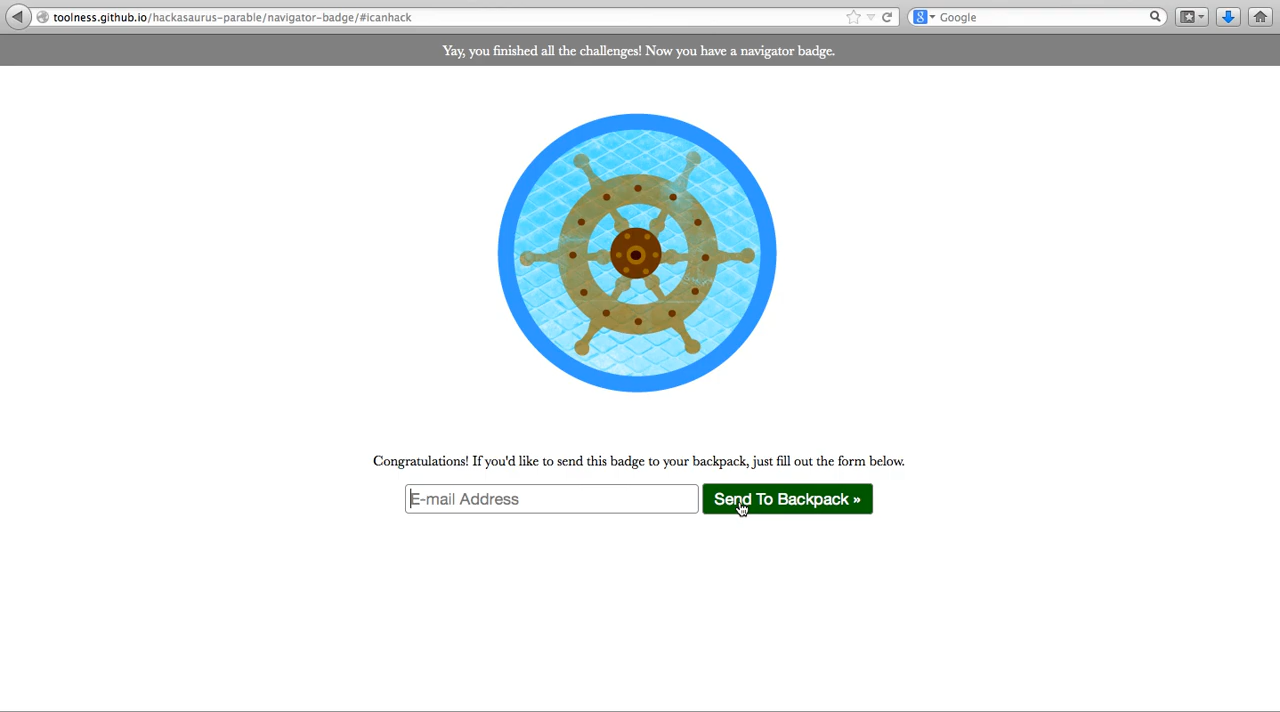 toolness.github.io/hackasaurus-parable/navigator-badge/#icanhack
Google
Yay, you finished all the challenges! Now you have a navigator badge.
Congratulations! If you'd like to send this badge to your backpack, just fill out the form below.
E-mail Address
Send To Backpack »